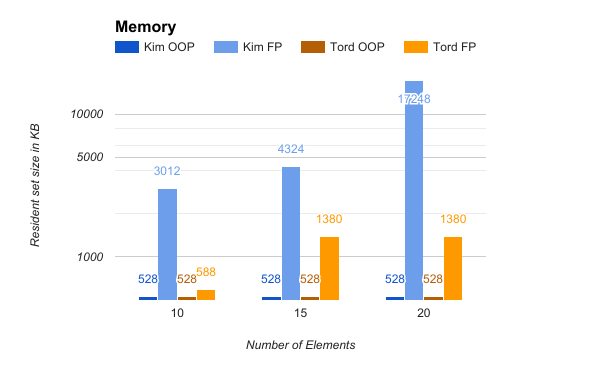 Memory
Kim OOP Kim FP Tord OOP Tord FP
Resident set size in KB
10000
5000
1000
528 3012 528 588
528 4324 528 1380
528 17248 528 1380
10 15 20
Number of Elements